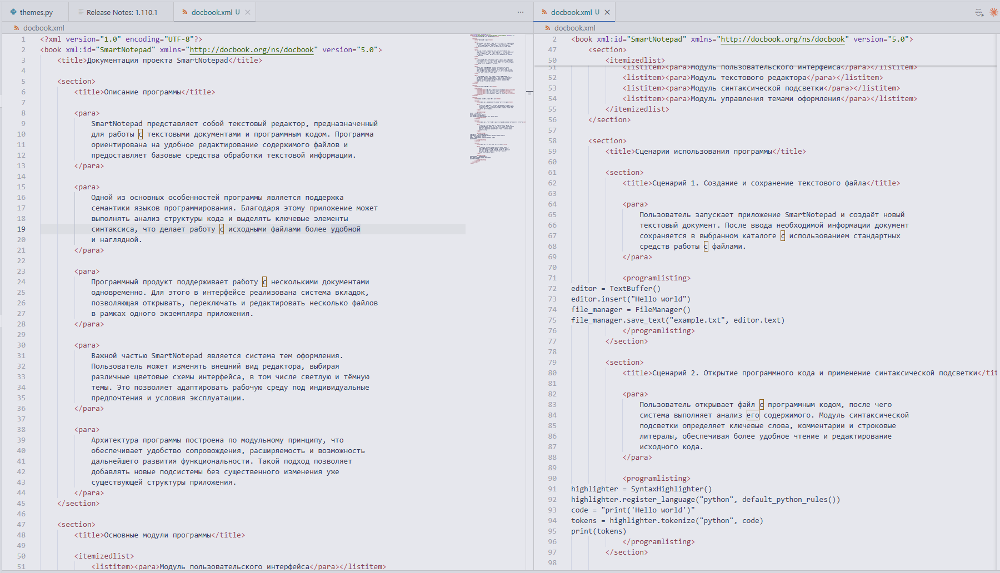 themes.py
Release Notes: 1.110.1
docbook.xml U
docbook.xml
1 <?xml version="1.0" encoding="UTF-8"?>
2 <book xml:id="SmartNotepad" xmlns="http://docbook.org/ns/docbook" version="5.0">
3 <title>Документация проекта SmartNotepad</title>
4
5 <section>
6 <title>Описание программы</title>
7
8 <para>
9 SmartNotepad представляет собой текстовый редактор, предназначенный
10 для работы с текстовыми документами и программным кодом. Программа
11 ориентирована на удобное редактирование содержимого файлов и
12 предоставляет базовые средства обработки текстовой информации.
13 </para>
14
15 <para>
16 Одной из основных особенностей программы является поддержка
17 семантики языков программирования. Благодаря этому приложение может
18 выполнять анализ структуры кода и выделять ключевые элементы
19 синтаксиса, что делает работу с исходными файлами более удобной
20 и наглядной.
21 </para>
22
23 <para>
24 Программный продукт поддерживает работу с несколькими документами
25 одновременно. Для этого в интерфейсе реализована система вкладок,
26 позволяющая открывать, переключать и редактировать несколько файлов
27 в рамках одного экземпляра приложения.
28 </para>
29
30 <para>
31 Важной частью SmartNotepad является система тем оформления.
32 Пользователь может изменять внешний вид редактора, выбирая
33 различные цветовые схемы интерфейса, в том числе светлую и тёмную
34 темы. Это позволяет адаптировать рабочую среду под индивидуальные
35 предпочтения и условия эксплуатации.
36 </para>
37
38 <para>
39 Архитектура программы построена по модульному принципу, что
40 обеспечивает удобство сопровождения, расширяемость и возможность
41 дальнейшего развития функциональности. Такой подход позволяет
42 добавлять новые подсистемы без существенного изменения уже
43 существующей структуры приложения.
44 </para>
45 </section>
46
47 <section>
48 <title>Основные модули программы</title>
49
50 <itemizedlist>
51 <listitem><para>Модуль пользовательского интерфейса</para></listitem>
docbook.xml U
docbook.xml
2 <book xml:id="SmartNotepad" xmlns="http://docbook.org/ns/docbook" version="5.0">
47 <section>
50 <itemizedlist>
51 <listitem><para>Модуль пользовательского интерфейса</para></listitem>
52 <listitem><para>Модуль текстового редактора</para></listitem>
53 <listitem><para>Модуль синтаксической подсветки</para></listitem>
54 <listitem><para>Модуль управления темами оформления</para></listitem>
55 </itemizedlist>
56 </section>
57
58 <section>
59 <title>Сценарии использования программы</title>
60
61 <section>
62 <title>Сценарий 1. Создание и сохранение текстового файла</title>
63
64 <para>
65 Пользователь запускает приложение SmartNotepad и создаёт новый
66 текстовый документ. После ввода необходимой информации документ
67 сохраняется в выбранном каталоге с использованием стандартных
68 средств работы с файлами.
69 </para>
70
71 <programlisting>
72 editor = TextBuffer()
73 editor.insert("Hello world")
74 file_manager = FileManager()
75 file_manager.save_text("example.txt", editor.text)
76 </programlisting>
77 </section>
78
79 <section>
80 <title>Сценарий 2. Открытие программного кода и применение синтаксической подсветки</tit
81
82 <para>
83 Пользователь открывает файл с программным кодом, после чего
84 система выполняет анализ его содержимого. Модуль синтаксической
85 подсветки определяет ключевые слова, комментарии и строковые
86 литералы, обеспечивая более удобное чтение и редактирование
87 исходного кода.
88 </para>
89
90 <programlisting>
91 highlighter = SyntaxHighlighter()
92 highlighter.register_language("python", default_python_rules())
93 code = "print('Hello world')"
94 tokens = highlighter.tokenize("python", code)
95 print(tokens)
96 </programlisting>
97 </section>
98